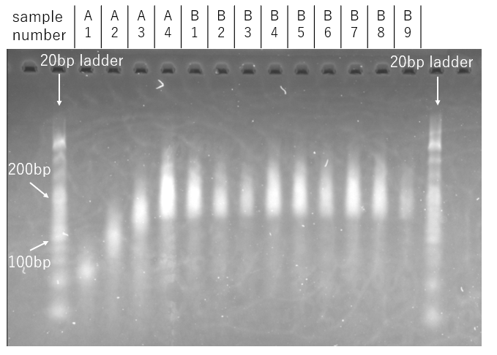 sample A A A A B B B B B B B B B
number 1 2 3 4 1 2 3 4 5 6 7 8 9
20bp ladder 20bp ladder
200bp
100bp